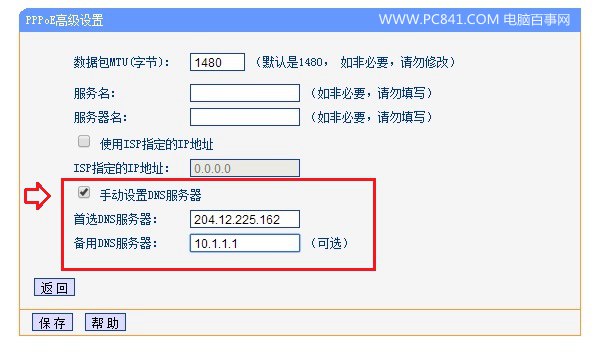 PPPoE高级设置 WWW.PC841.COM 电脑百事网
数据包MTU(字节): 1480 (默认是1480, 如非必要,请勿修改)
服务名: (如非必要,请勿填写)
服务器名: (如非必要,请勿填写)
使用ISP指定的IP地址
ISP指定的IP地址: 0.0.0.0
手动设置DNS服务器
首选DNS服务器: 204.12.225.162
备用DNS服务器: 10.1.1.1 (可选)
返回
保存 帮助